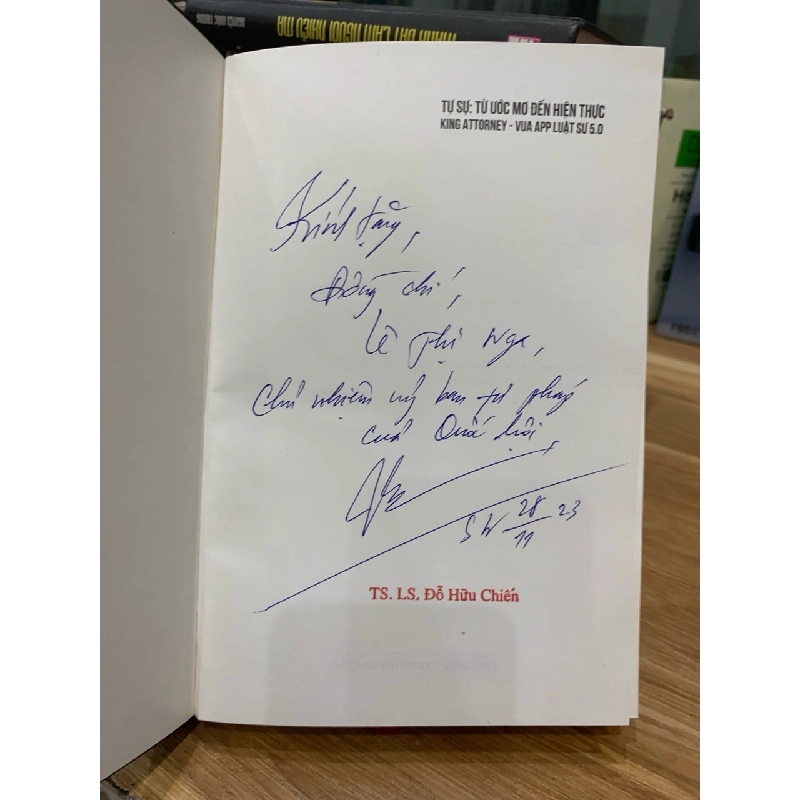 TỰ SỰ: TỪ ƯỚC MƠ ĐẾN HIỆN THỰC
KING ATTORNEY - VUA APP LUẬT SƯ 5.0
Kính tặng,
Đồng chí,
Lê Thị Nga,
Chủ nhiệm uỷ ban tư pháp
của Quốc hội,
28/11 23
TS. LS. Đỗ Hữu Chiến